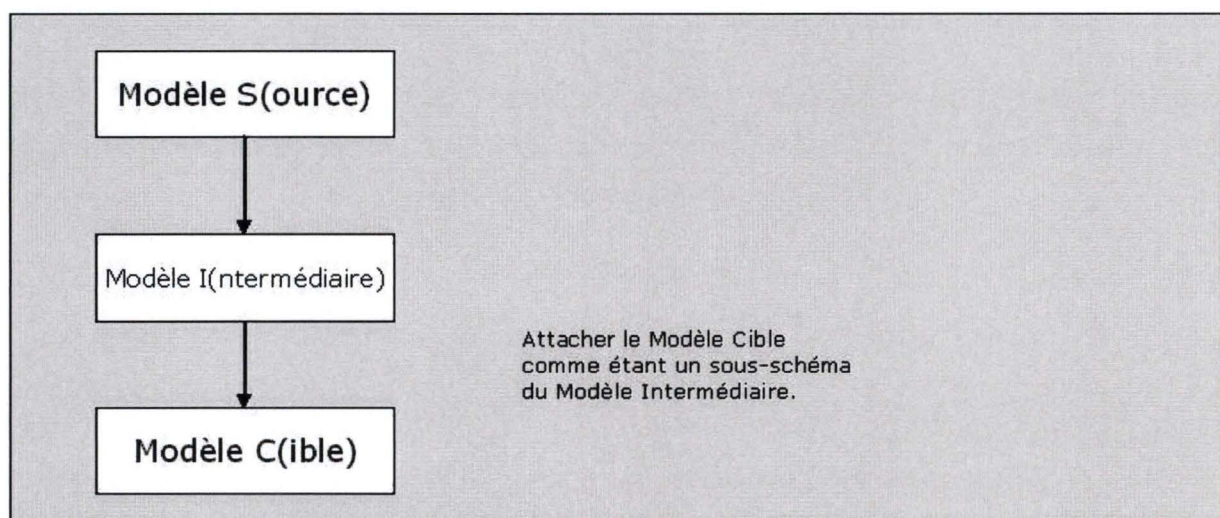 Modèle S(ource)
Modèle I(ntermédiaire)
Attacher le Modèle Cible
comme étant un sous-schéma
du Modèle Intermédiaire.
Modèle C(ible)